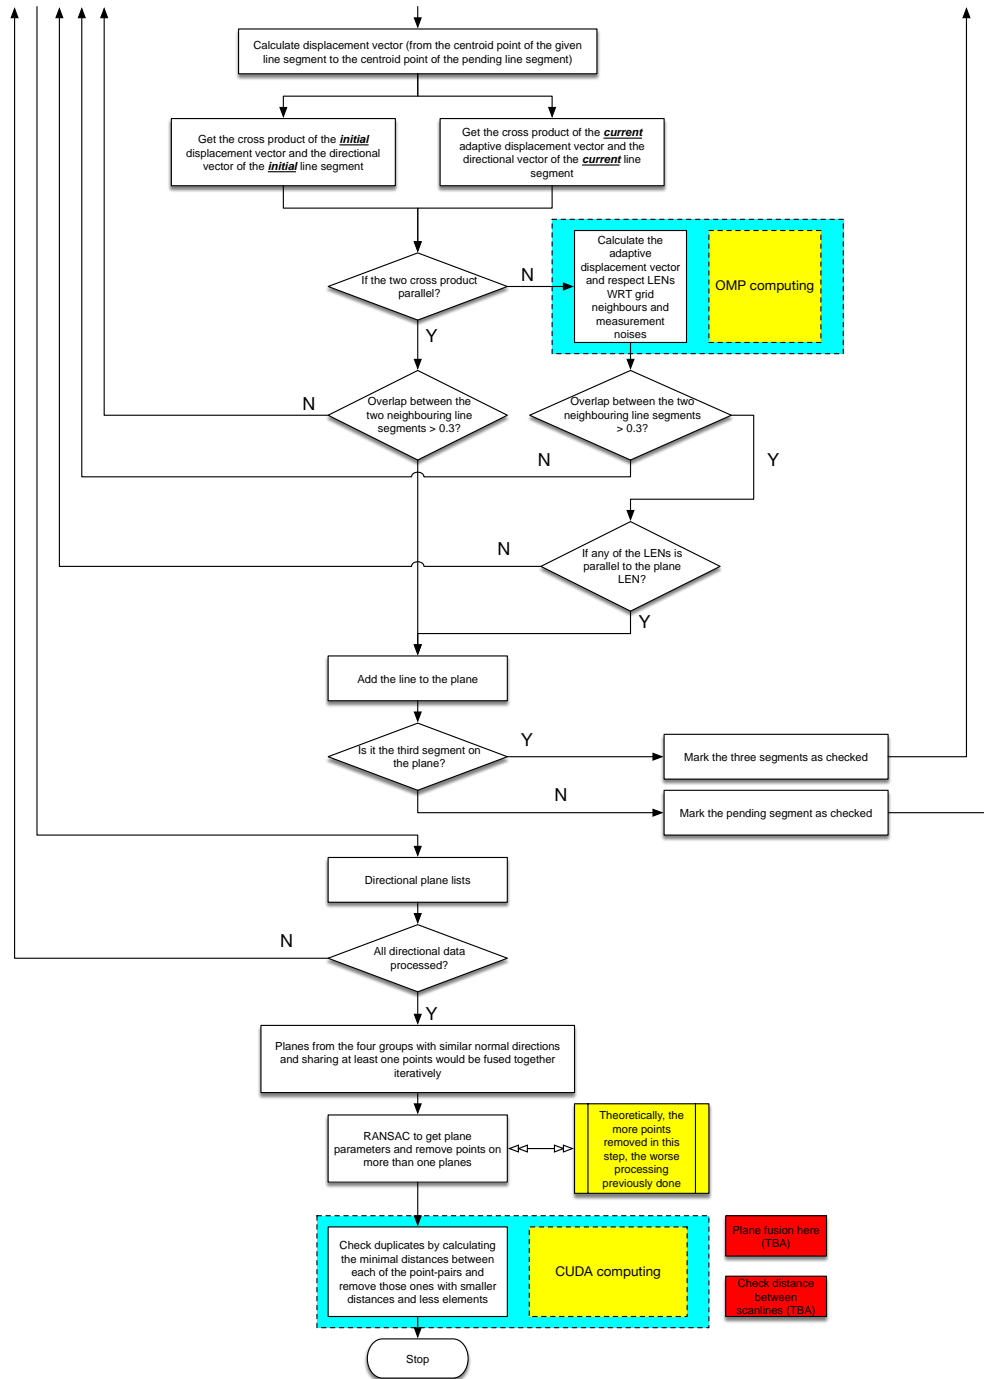 Calculate displacement vector (from the centroid point of the given
line segment to the centroid point of the pending line segment)
Get the cross product of the initial
displacement vector and the directional
vector of the initial line segment
Get the cross product of the current
adaptive displacement vector and the
directional vector of the current line
segment
If the two cross product
parallel?
N
Y
Calculate the
adaptive
displacement vector
and respect LENs
WRT grid
neighbours and
measurement
noises
OMP computing
Overlap between the
two neighbouring line
segments > 0.3?
N
Overlap between the two
neighbouring line segments
> 0.3?
N
Y
If any of the LENs is
parallel to the plane
LEN?
N
Y
Add the line to the plane
Is it the third segment on
the plane?
Y
Mark the three segments as checked
N
Mark the pending segment as checked
Directional plane lists
All directional data
processed?
N
Y
Planes from the four groups with similar normal directions
and sharing at least one points would be fused together
iteratively
RANSAC to get plane
parameters and remove points on
more than one planes
Theoretically, the
more points
removed in this
step, the worse
processing
previously done
Check duplicates by calculating
the minimal distances between
each of the point-pairs and
remove those ones with smaller
distances and less elements
CUDA computing
Plane fusion here
(TBA)
Check distance
between
scanlines (TBA)
Stop